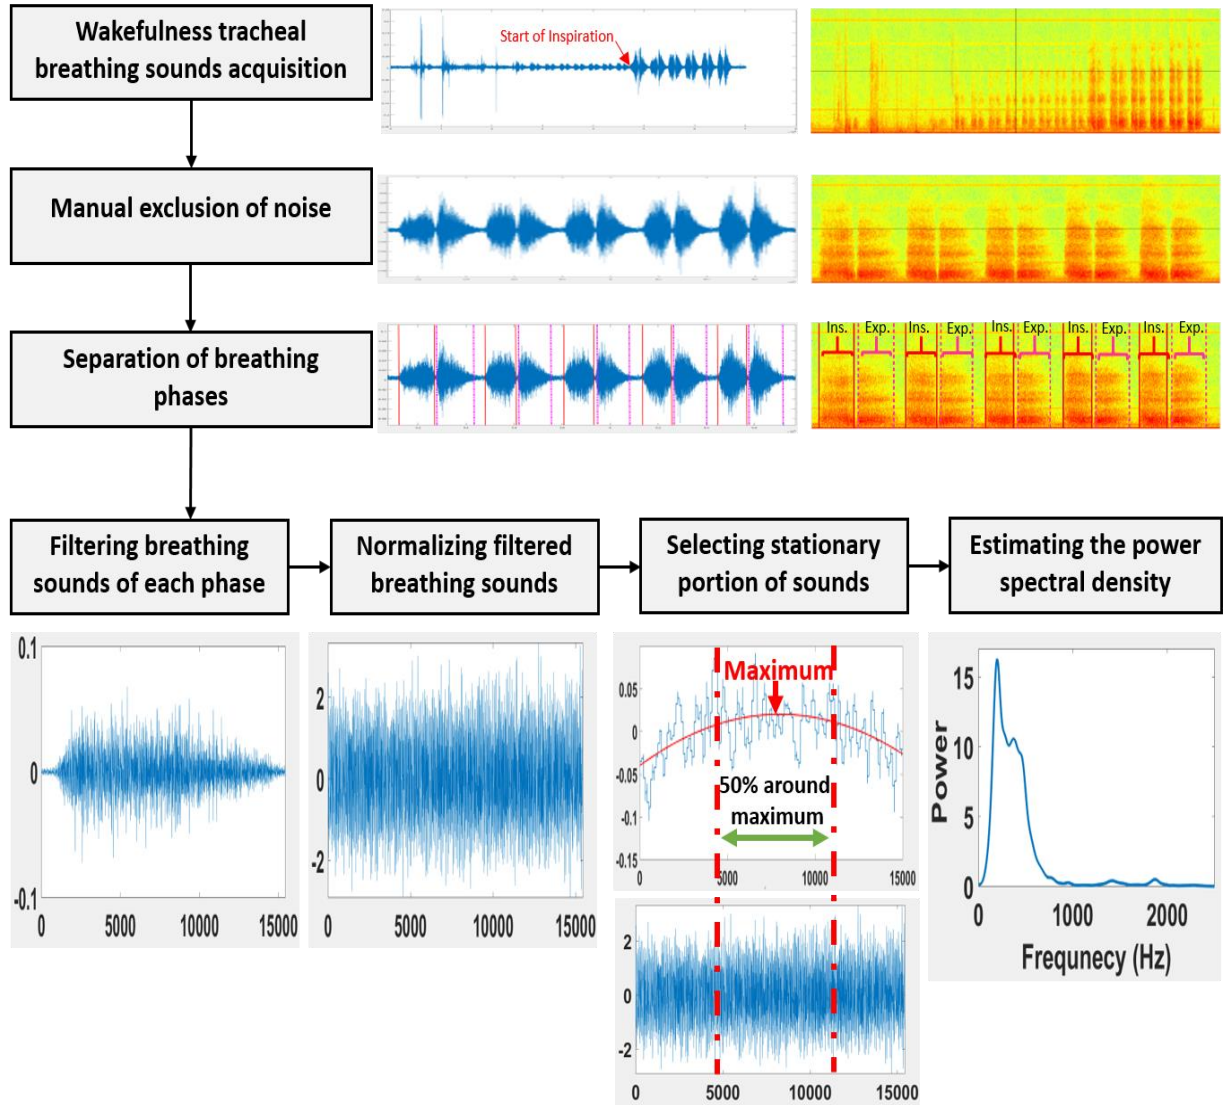 Wakefulness tracheal
breathing sounds acquisition
Start of Inspiration
Manual exclusion of noise
Separation of breathing
phases
Ins. Exp. Ins. Exp. Ins. Exp. Ins. Exp. Ins. Exp.
Filtering breathing
sounds of each phase
Normalizing filtered
breathing sounds
Selecting stationary
portion of sounds
Estimating the power
spectral density
0.1
0
-0.1
0 5000 10000 15000
2
0
-2
0 5000 10000 15000
Maximum
50% around
maximum
0.05
0
-0.05
-0.1
-0.15
0 5000 10000 15000
2
0
-2
0 5000 10000 15000
Power
15
10
5
0
0 1000 2000
Frequnecy (Hz)